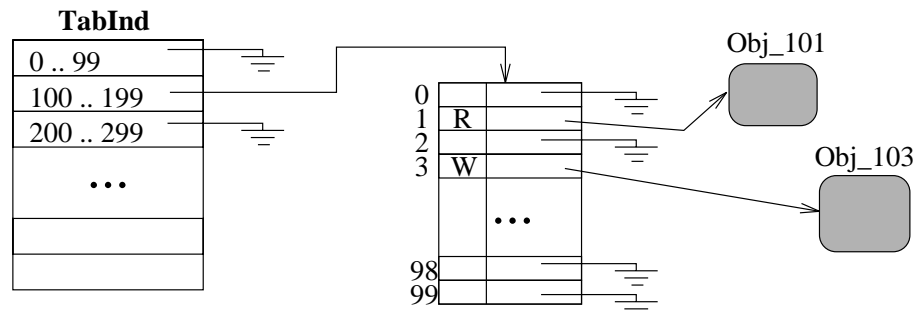 TabInd
0 .. 99
100 .. 199
200 .. 299
...
0
1 R
2
3 W
...
98
99
Obj_101
Obj_103